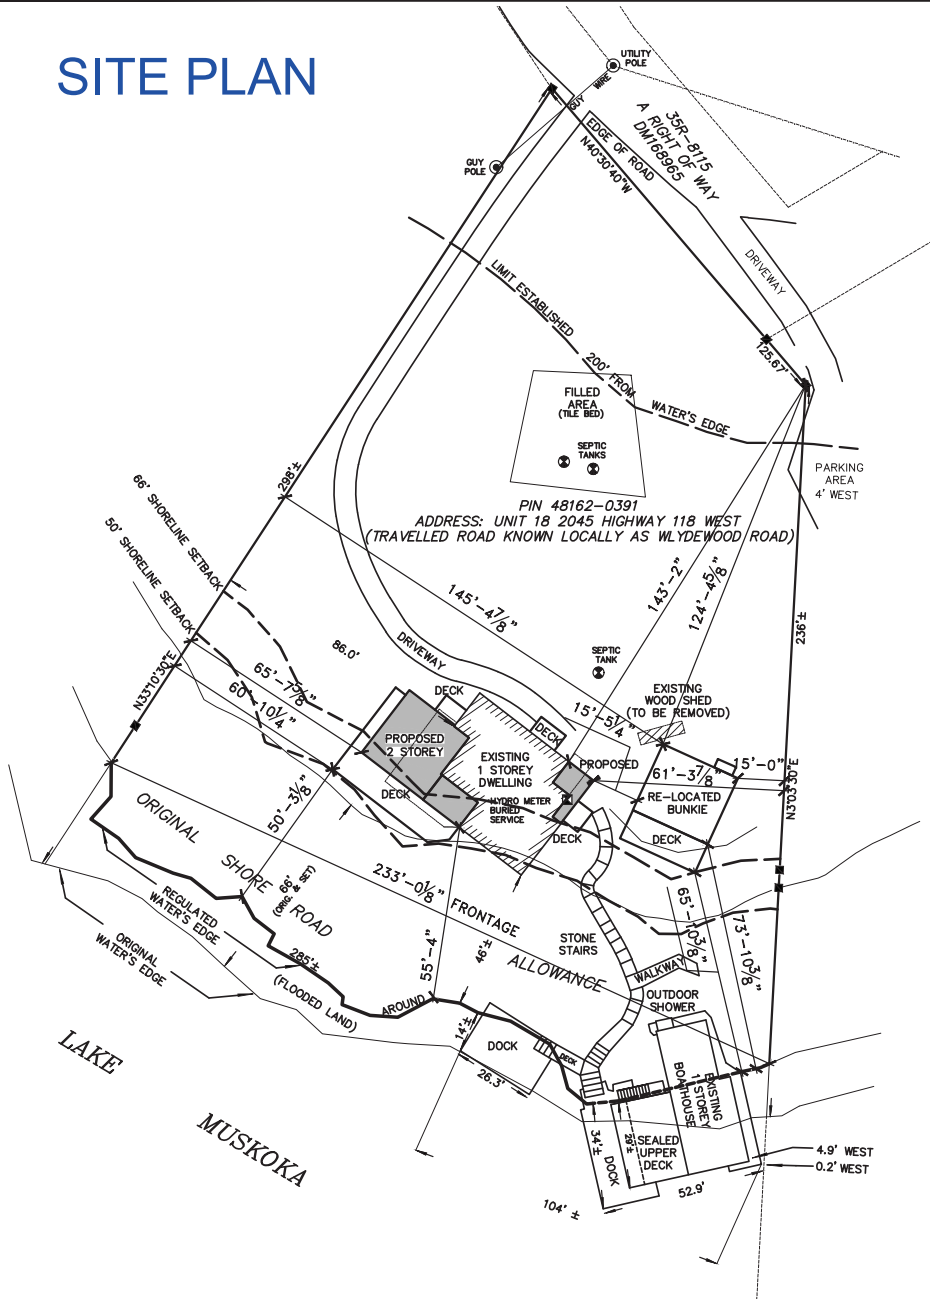 SITE PLAN
UTILITY
POLE
GUY WIRE
GUY
POLE
35R-8115
A RIGHT OF WAY
DM168965
EDGE OF ROAD
N40°30'40"W
DRIVEWAY
125.67'
LIMIT ESTABLISHED
200' FROM
WATER'S EDGE
FILLED
AREA
(TILE BED)
SEPTIC
TANKS
PARKING
AREA
4' WEST
298'±
PIN 48162-0391
ADDRESS: UNIT 18 2045 HIGHWAY 118 WEST
(TRAVELLED ROAD KNOWN LOCALLY AS WLYDEWOOD ROAD)
66' SHORELINE SETBACK
50' SHORELINE SETBACK
145'-4 7/8"
143'-2"
124'-4 5/8"
236'±
N33°10'30"E
86.0'
DRIVEWAY
65'-7 5/8"
60'-10 1/4"
SEPTIC
TANK
DECK
EXISTING
WOOD SHED
(TO BE REMOVED)
15'-5 1/4"
DECK
PROPOSED
2 STOREY
EXISTING
1 STOREY
DWELLING
PROPOSED
61'-3 7/8"
15'-0"
N3°03'30"E
HYDRO METER
BURIED
SERVICE
DECK
DECK
RE-LOCATED
BUNKIE
DECK
50'-3 1/8"
ORIGINAL
SHORE
ROAD
ALLOWANCE
66'
(ORIG. & SET)
233'-0 1/8"
FRONTAGE
REGULATED
WATER'S EDGE
ORIGINAL
WATER'S EDGE
285'±
(FLOODED LAND)
AROUND
55'-4"
46'±
STONE
STAIRS
WALKWAY
65'-10 3/8"
73'-10 3/8"
OUTDOOR
SHOWER
14'±
DOCK
DECK
26.3'
LAKE
MUSKOKA
EXISTING
1 STOREY
BOATHOUSE
SEALED
UPPER
DECK
29'±
34'±
DOCK
4.9' WEST
0.2' WEST
52.9'
104' ±